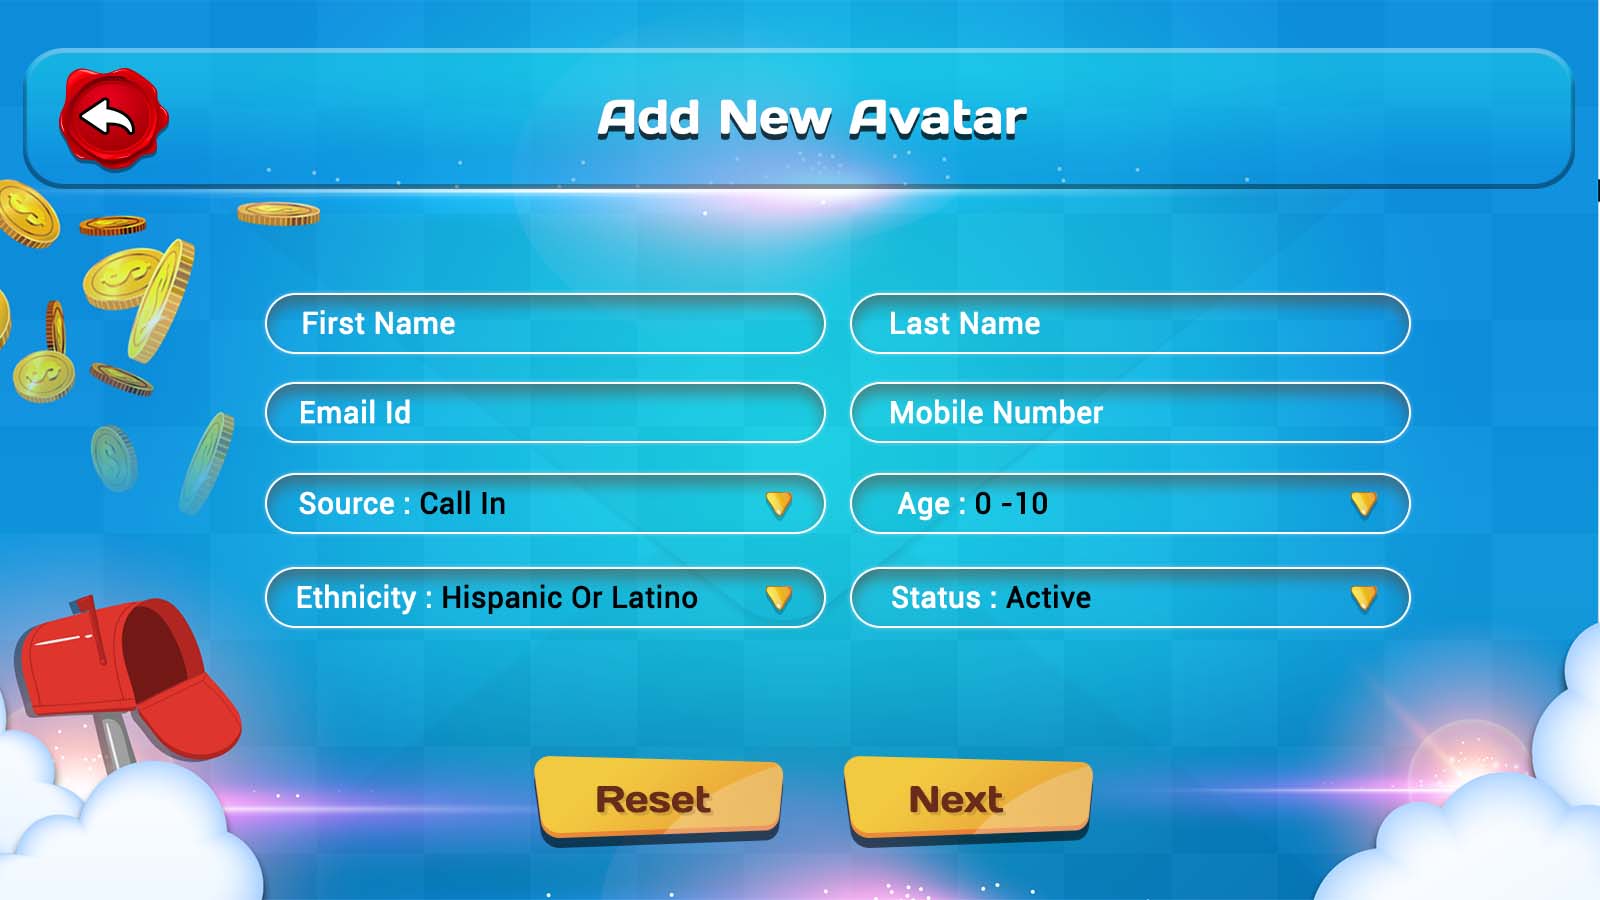 Add New Avatar
First Name
Last Name
Email Id
Mobile Number
Source : Call In
Age : 0 -10
Ethnicity : Hispanic Or Latino
Status : Active
Reset
Next